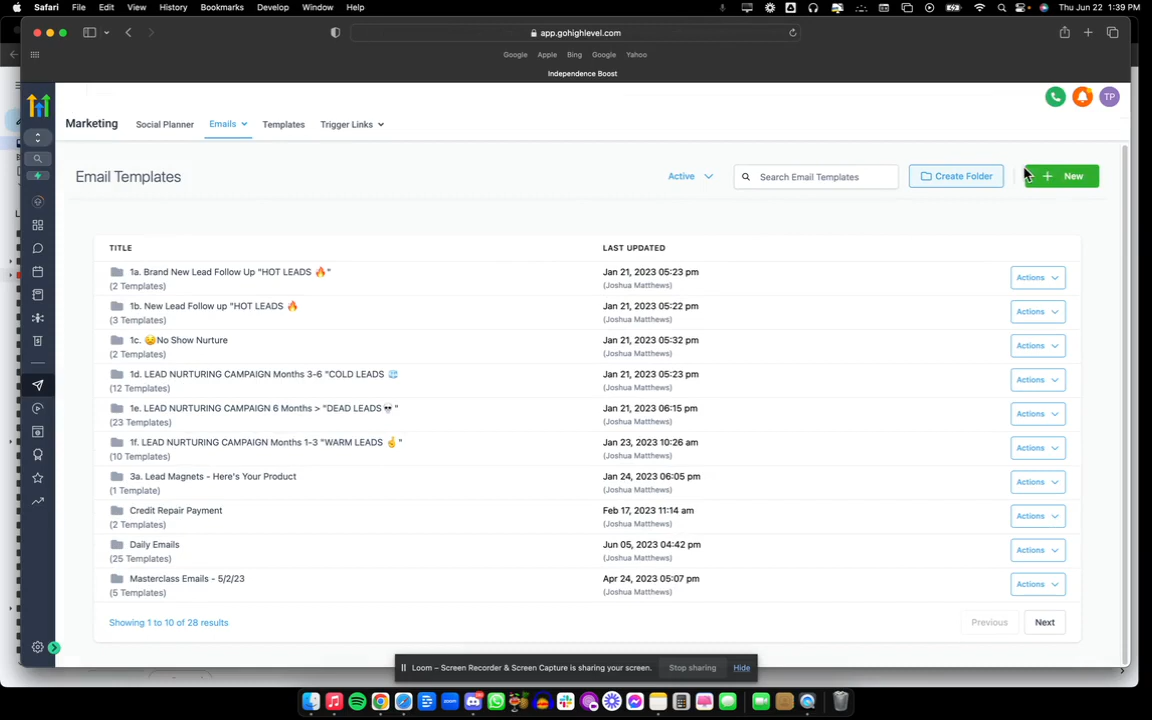 Safari File Edit View History Bookmarks Develop Window Help
Thu Jun 22 1:39 PM
app.gohighlevel.com
Google Apple Bing Google Yahoo
Independence Boost
TP
Marketing Social Planner Emails Templates Trigger Links
Email Templates
Active
Search Email Templates
Create Folder
+ New
TITLE LAST UPDATED
1a. Brand New Lead Follow Up "HOT LEADS 🔥" Jan 21, 2023 05:23 pm Actions
(2 Templates) (Joshua Matthews)
1b. New Lead Follow up "HOT LEADS 🔥 Jan 21, 2023 05:22 pm Actions
(3 Templates) (Joshua Matthews)
1c. 😔No Show Nurture Jan 21, 2023 05:32 pm Actions
(2 Templates) (Joshua Matthews)
1d. LEAD NURTURING CAMPAIGN Months 3-6 "COLD LEADS 🧊 Jan 21, 2023 05:23 pm Actions
(12 Templates) (Joshua Matthews)
1e. LEAD NURTURING CAMPAIGN 6 Months > "DEAD LEADS💀" Jan 21, 2023 06:15 pm Actions
(23 Templates) (Joshua Matthews)
1f. LEAD NURTURING CAMPAIGN Months 1-3 "WARM LEADS 🤞" Jan 23, 2023 10:26 am Actions
(10 Templates) (Joshua Matthews)
3a. Lead Magnets - Here's Your Product Jan 24, 2023 06:05 pm Actions
(1 Template) (Joshua Matthews)
Credit Repair Payment Feb 17, 2023 11:14 am Actions
(2 Templates) (Joshua Matthews)
Daily Emails Jun 05, 2023 04:42 pm Actions
(25 Templates) (Joshua Matthews)
Masterclass Emails - 5/2/23 Apr 24, 2023 05:07 pm Actions
(5 Templates) (Joshua Matthews)
Showing 1 to 10 of 28 results Previous Next
Loom – Screen Recorder & Screen Capture is sharing your screen. Stop sharing Hide